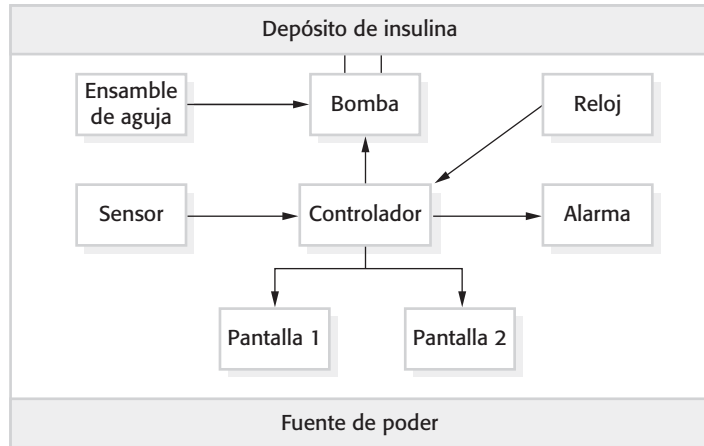 Depósito de insulina
Ensamble
de aguja
Bomba
Reloj
Sensor
Controlador
Alarma
Pantalla 1
Pantalla 2
Fuente de poder